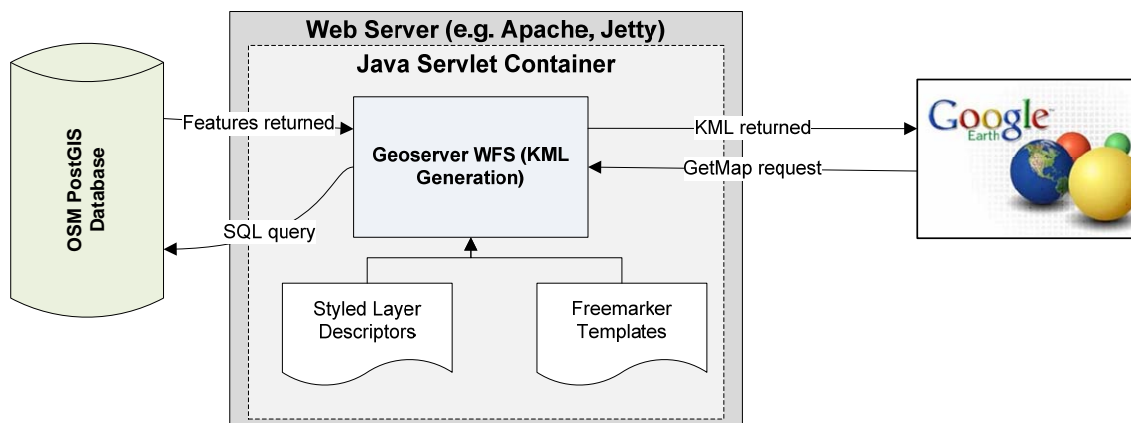 Web Server (e.g. Apache, Jetty)
Java Servlet Container
OSM PostGIS
Database
Features returned
SQL query
Geoserver WFS (KML
Generation)
KML returned
GetMap request
Google
Earth
Styled Layer
Descriptors
Freemarker
Templates